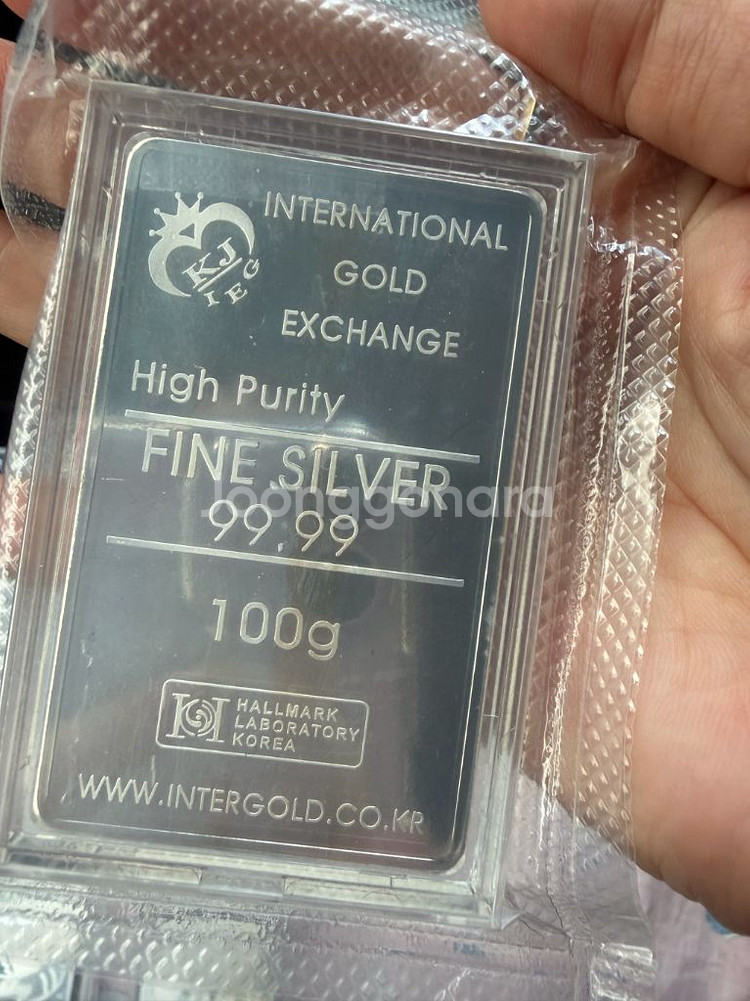 KJ
IEG
INTERNATIONAL
GOLD
EXCHANGE
High Purity
FINE SILVER
Joonggonara
99.99
100g
HALLMARK
LABORATORY
KOREA
WWW.INTERGOLD.CO.KR